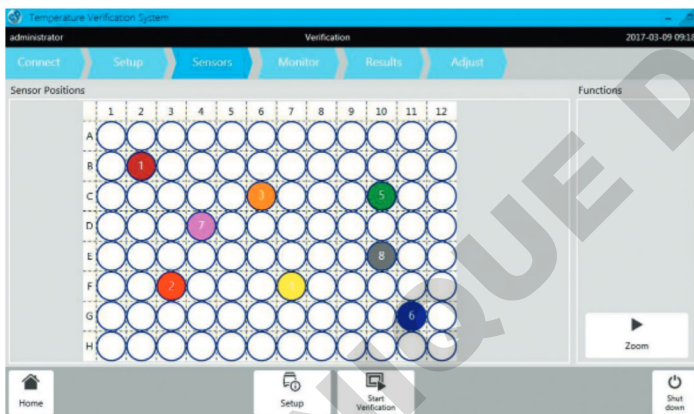 Temperature Verification System
administrator Verification 2017-03-09 09:18
Connect Setup Sensors Monitor Results Adjust
Sensor Positions Functions
1 2 3 4 5 6 7 8 9 10 11 12
A
B 1
C 3 5
D 7
E 8
F 2 4
G 6
H
Zoom
Home Setup Start Verification Shut down
NIQUE D